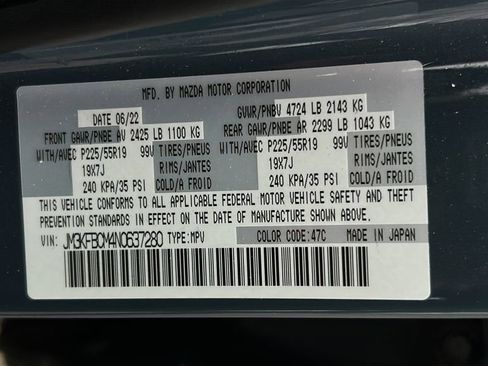 MFD. BY MAZDA MOTOR CORPORATION
DATE 06/22 GVWR/PNBV 4724 LB 2143 KG
FRONT GAWR/PNBE AV 2425 LB 1100 KG REAR GAWR/PNBE AR 2299 LB 1043 KG
WITH/AVEC P225/55R19 99V TIRES/PNEUS WITH/AVEC P225/55R19 99V TIRES/PNEUS
19X7J RIMS/JANTES 19X7J RIMS/JANTES
240 KPA/35 PSI COLD/A FROID 240 KPA/35 PSI COLD/A FROID
THIS VEHICLE CONFORMS TO ALL APPLICABLE FEDERAL MOTOR VEHICLE SAFETY AND THEFT
PREVENTION STANDARDS IN EFFECT ON THE DATE OF MANUFACTURE SHOWN ABOVE.
VIN: JM3KFBCM4N0637280 TYPE:MPV COLOR CODE:47C MADE IN JAPAN